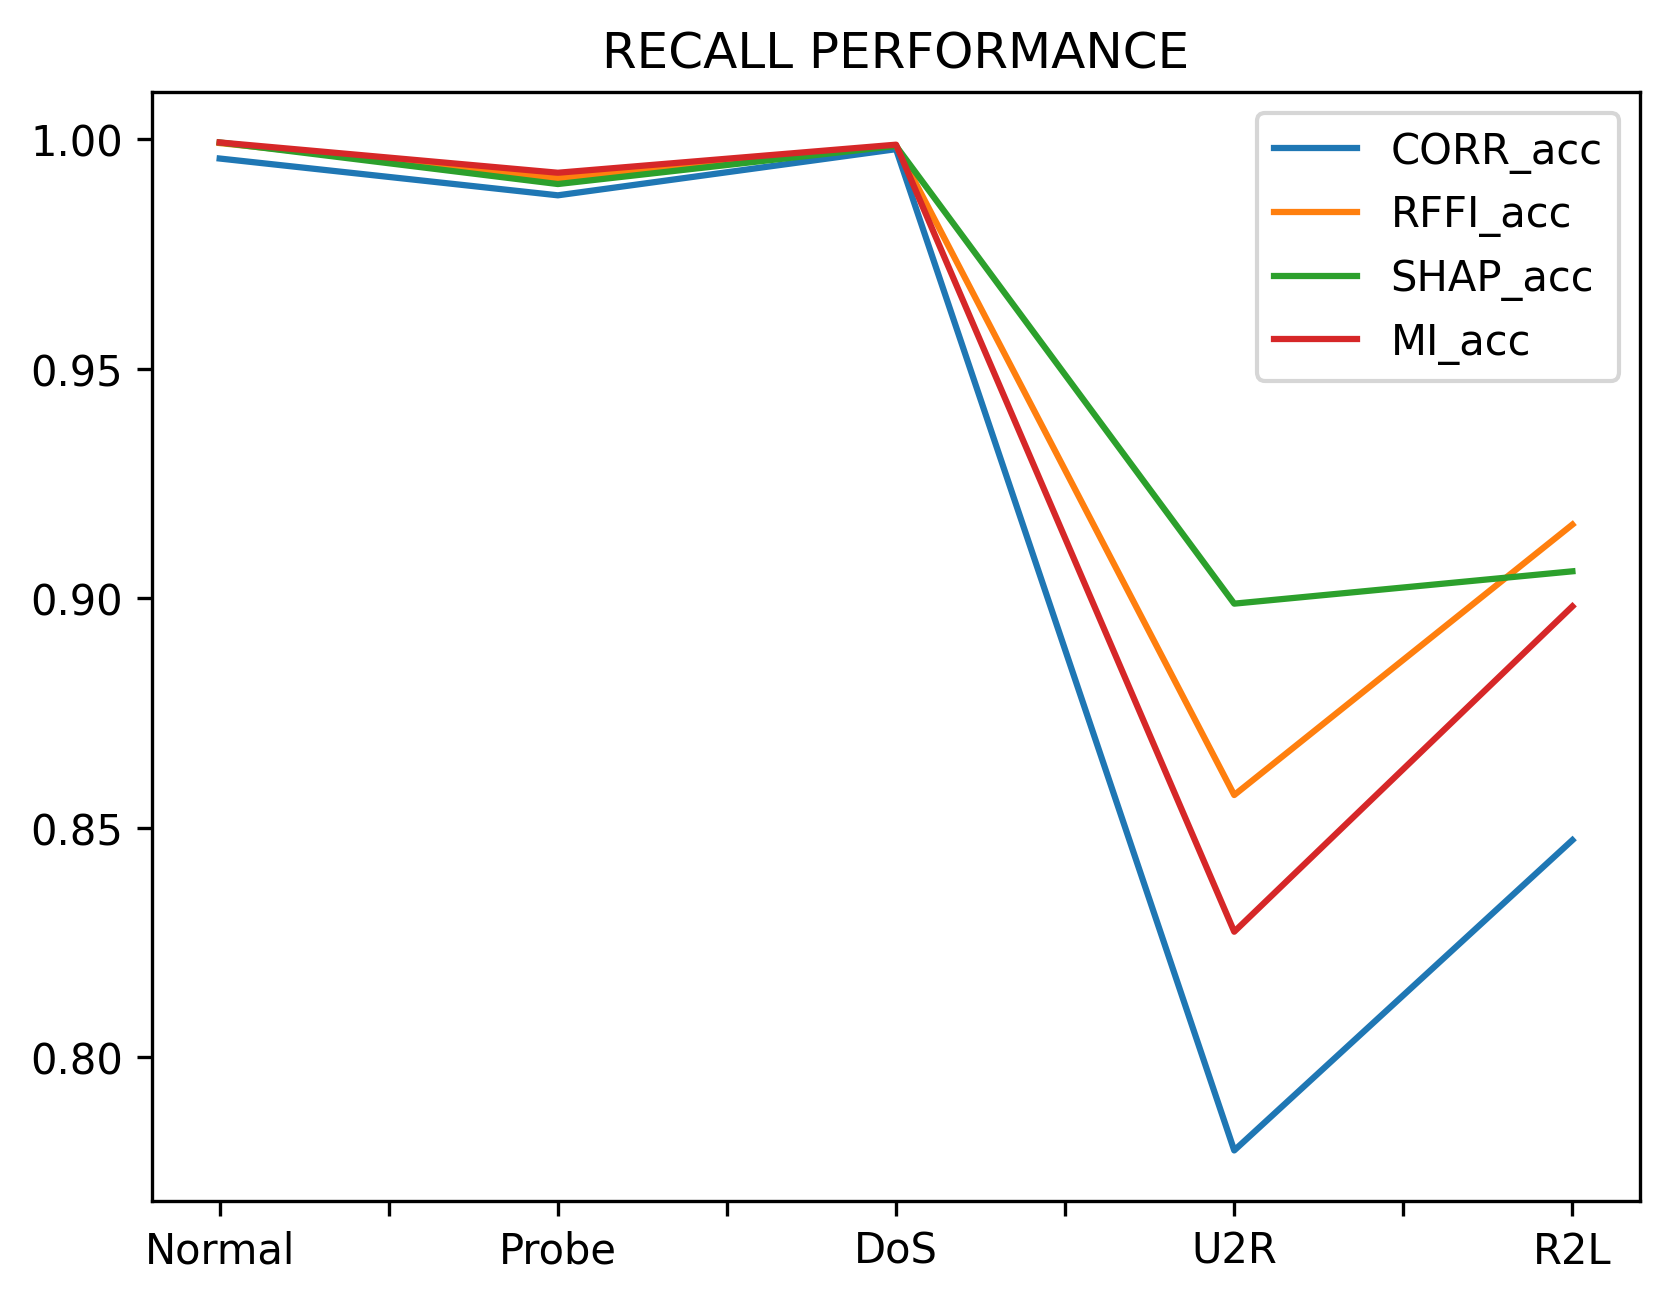 RECALL PERFORMANCE
1.00
0.95
0.90
0.85
0.80
CORR_acc
RFFI_acc
SHAP_acc
MI_acc
Normal Probe DoS U2R R2L